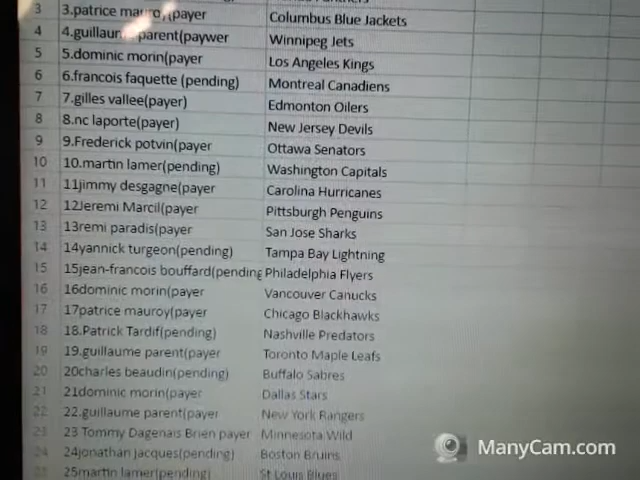 3 3.patrice mauroy(payer Columbus Blue Jackets
4 4.guillaum parent(paywer Winnipeg Jets
5 5.dominic morin(payer Los Angeles Kings
6 6.francois faquette (pending) Montreal Canadiens
7 7.gilles vallee(payer) Edmonton Oilers
8 8.nc laporte(payer) New Jersey Devils
9 9.Frederick potvin(payer) Ottawa Senators
10 10.martin lamer(pending) Washington Capitals
11 11jimmy desgagne(payer Carolina Hurricanes
12 12Jeremi Marcil(payer Pittsburgh Penguins
13 13remi paradis(payer San Jose Sharks
14 14yannick turgeon(pending) Tampa Bay Lightning
15 15jean-francois bouffard(pending Philadelphia Flyers
16 16dominic morin(payer Vancouver Canucks
17 17patrice mauroy(payer Chicago Blackhawks
18 18.Patrick Tardif(pending) Nashville Predators
19 19.guillaume parent(payer Toronto Maple Leafs
20 20charles beaudin(pending) Buffalo Sabres
21 21dominic morin(payer Dallas Stars
22 22.guillaume parent(payer New York Rangers
23 23 Tommy Dagenais Brien payer Minnesota Wild
24 24jonathan jacques(pending) Boston Bruins
25 25martin lamer(pending) St Louis Blues
ManyCam.com